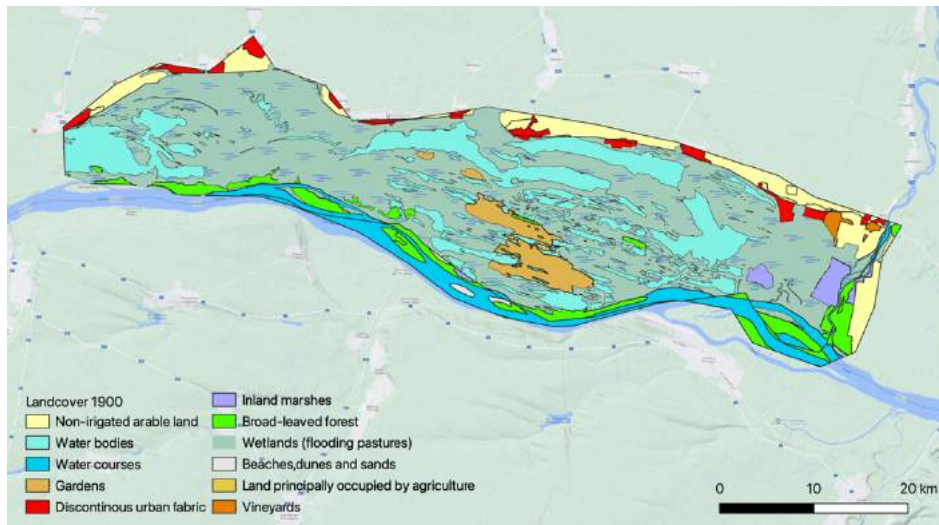 Landcover 1900
Non-irigated arable land
Water bodies
Water courses
Gardens
Discontinous urban fabric
Inland marshes
Broad-leaved forest
Wetlands (flooding pastures)
Beaches,dunes and sands
Land principally occupied by agriculture
Vineyards
0 10 20 km